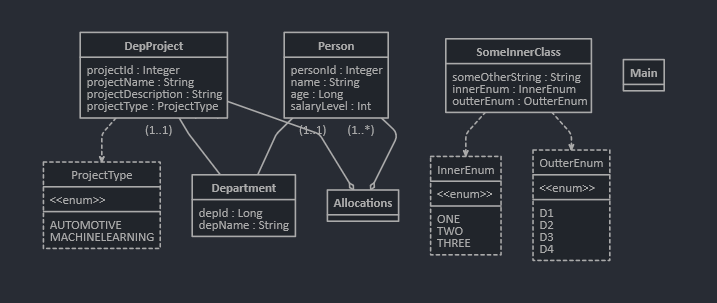 DepProject
projectId : Integer
projectName : String
projectDescription : String
projectType : ProjectType
Person
personId : Integer
name : String
age : Long
salaryLevel : Int
SomeInnerClass
someOtherString : String
innerEnum : InnerEnum
outterEnum : OutterEnum
Main
(1..1)
(1..1)
(1..*)
ProjectType
<<enum>>
AUTOMOTIVE
MACHINELEARNING
Department
depId : Long
depName : String
Allocations
InnerEnum
<<enum>>
ONE
TWO
THREE
OutterEnum
<<enum>>
D1
D2
D3
D4